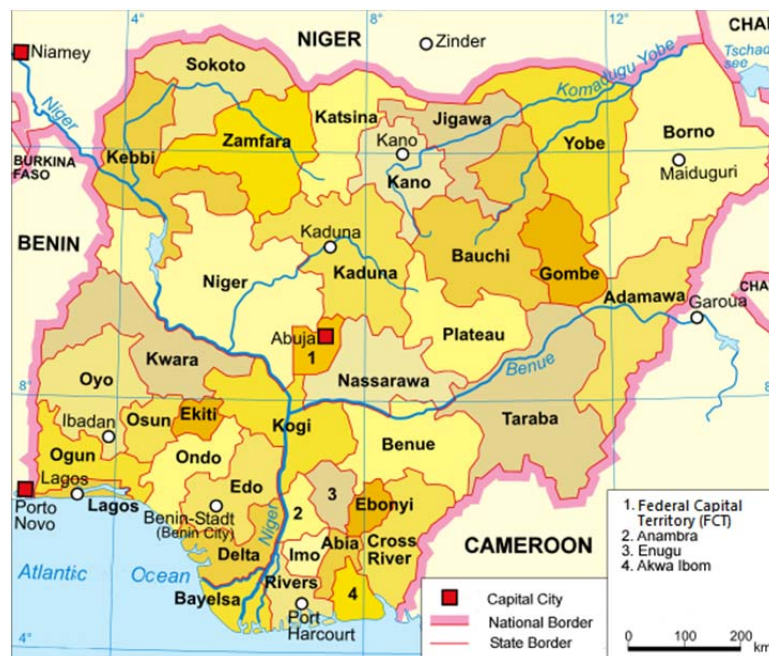 4°
8°
12°
NIGER
Zinder
CHAD
Niamey
Tschad-
see
Sokoto
Komadugu Yobe
Katsina
Jigawa
Niger
Zamfara
Kano
Yobe
Borno
Kebbi
Kano
Maiduguri
BURKINA
FASO
BENIN
Kaduna
Bauchi
Niger
Kaduna
Gombe
Adamawa
Garoua
Abuja
1
Plateau
Kwara
Nassarawa
Benue
8°
Oyo
Taraba
Ibadan
Osun
Ekiti
Kogi
Benue
Ogun
Ondo
Lagos
Lagos
Edo
3
Ebonyi
Porto
Novo
Benin-Stadt
(Benin City)
Niger
2
Cross
River
Imo
Abia
Delta
CAMEROON
Atlantic Ocean
Rivers
4
Bayelsa
Port
Harcourt
4°
1. Federal Capital
Territory (FCT)
2. Anambra
3. Enugu
4. Akwa Ibom
Capital City
National Border
State Border
0 100 200
km